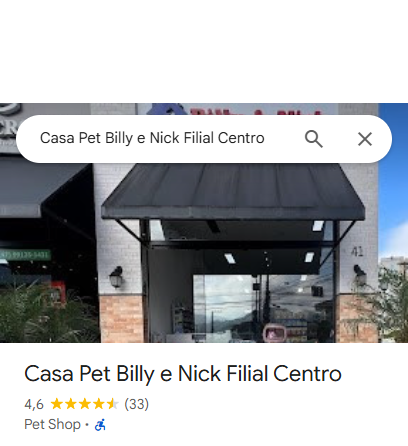 Casa Pet Billy e Nick Filial Centro
41
Casa Pet Billy e Nick Filial Centro
4,6 (33)
Pet Shop ·